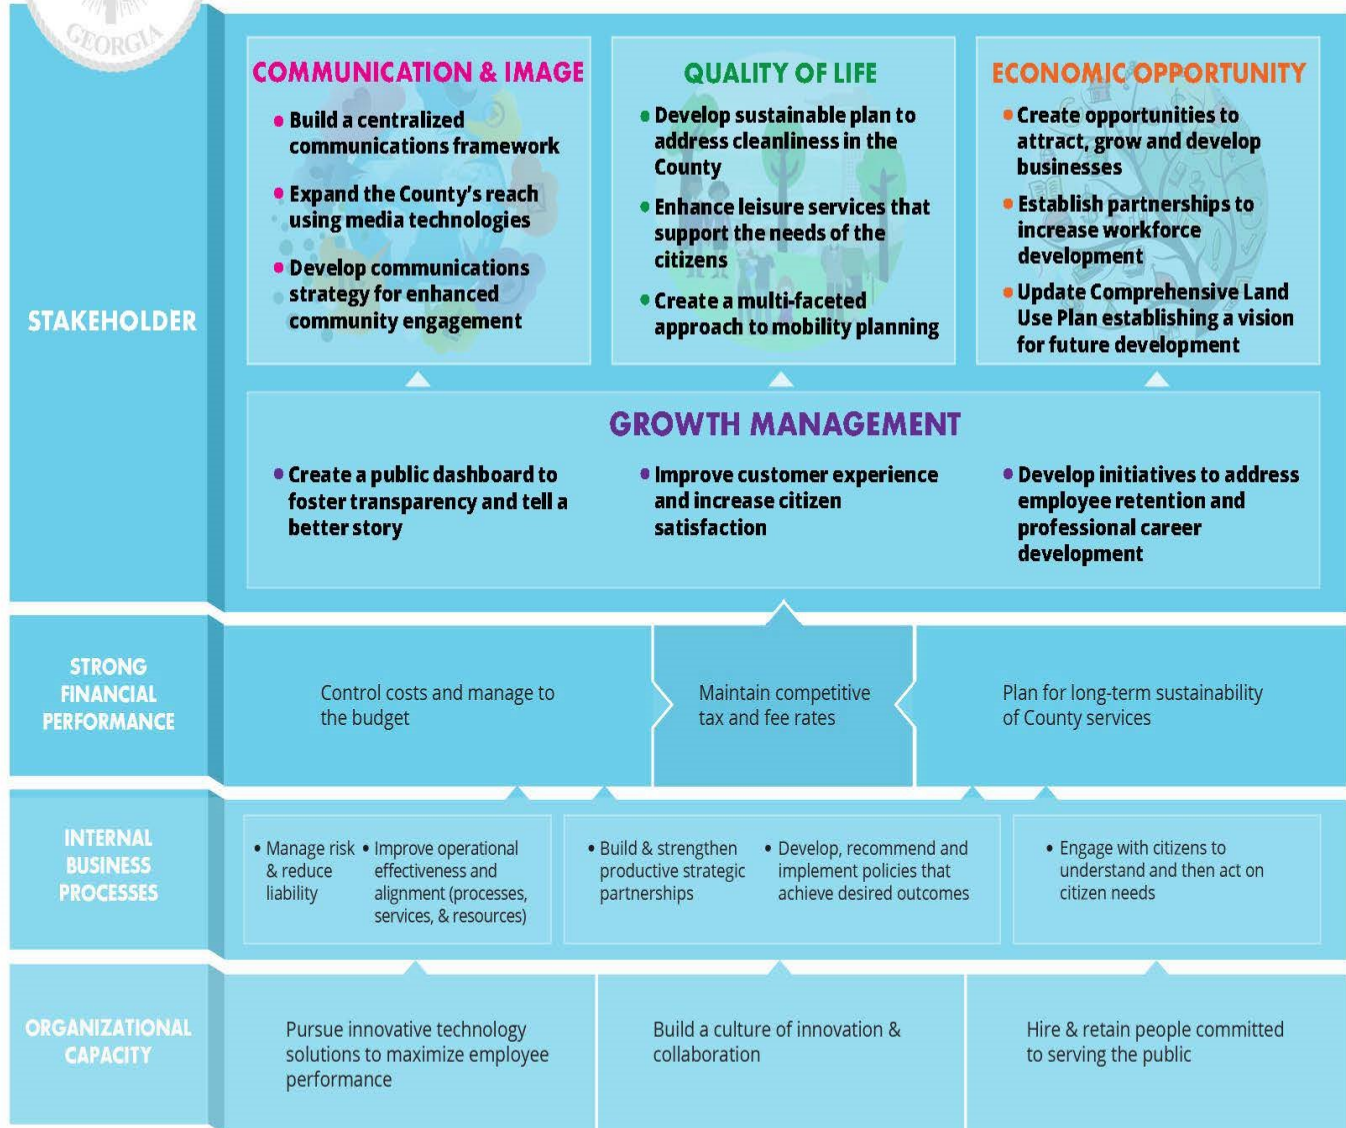 GEORGIA
STAKEHOLDER
COMMUNICATION & IMAGE
• Build a centralized
communications framework
• Expand the County’s reach
using media technologies
• Develop communications
strategy for enhanced
community engagement
QUALITY OF LIFE
• Develop sustainable plan to
address cleanliness in the
County
• Enhance leisure services that
support the needs of the
citizens
• Create a multi-faceted
approach to mobility planning
ECONOMIC OPPORTUNITY
• Create opportunities to
attract, grow and develop
businesses
• Establish partnerships to
increase workforce
development
• Update Comprehensive Land
Use Plan establishing a vision
for future development
GROWTH MANAGEMENT
• Create a public dashboard to
foster transparency and tell a
better story
• Improve customer experience
and increase citizen
satisfaction
• Develop initiatives to address
employee retention and
professional career
development
STRONG
FINANCIAL
PERFORMANCE
Control costs and manage to
the budget
Maintain competitive
tax and fee rates
Plan for long-term sustainability
of County services
INTERNAL
BUSINESS
PROCESSES
• Manage risk
& reduce
liability
• Improve operational
effectiveness and
alignment (processes,
services, & resources)
• Build & strengthen
productive strategic
partnerships
• Develop, recommend and
implement policies that
achieve desired outcomes
• Engage with citizens to
understand and then act on
citizen needs
ORGANIZATIONAL
CAPACITY
Pursue innovative technology
solutions to maximize employee
performance
Build a culture of innovation &
collaboration
Hire & retain people committed
to serving the public